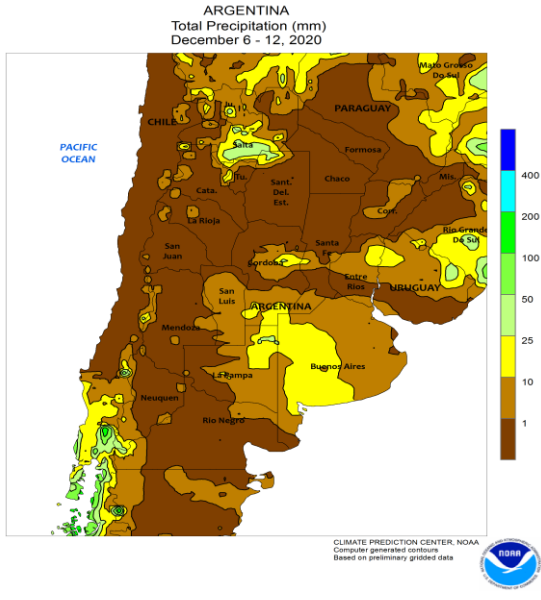 ARGENTINA
Total Precipitation (mm)
December 6 - 12, 2020
Mato Grosso
Do Sul
Ju.
PARAGUAY
CHILE
PACIFIC
OCEAN
Salta
Formosa
Tu.
Sant.
Del.
Est.
Chaco
Mis.
Cata.
Corr.
La Rioja
Rio Grande
Do Sul
Santa
Fe
San
Juan
Cordoba
Entre
Rios
URUGUAY
San
Luis
ARGENTINA
Mendoza
Buenos Aires
La Pampa
Neuquen
Rio Negro
400
200
100
50
25
10
1
CLIMATE PREDICTION CENTER, NOAA
Computer generated contours
Based on preliminary gridded data
NOAA